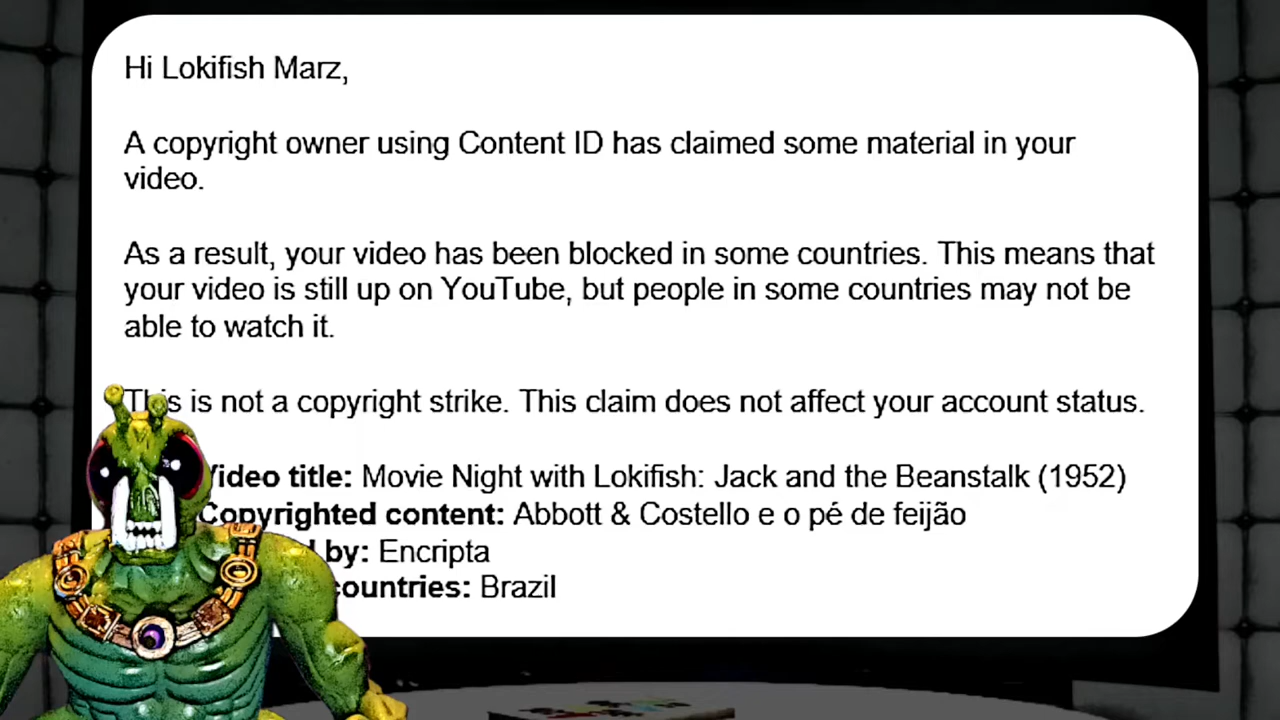 Hi Lokifish Marz,
A copyright owner using Content ID has claimed some material in your
video.
As a result, your video has been blocked in some countries. This means that
your video is still up on YouTube, but people in some countries may not be
able to watch it.
This is not a copyright strike. This claim does not affect your account status.
Video title: Movie Night with Lokifish: Jack and the Beanstalk (1952)
Copyrighted content: Abbott & Costello e o pé de feijão
by: Encripta
countries: Brazil